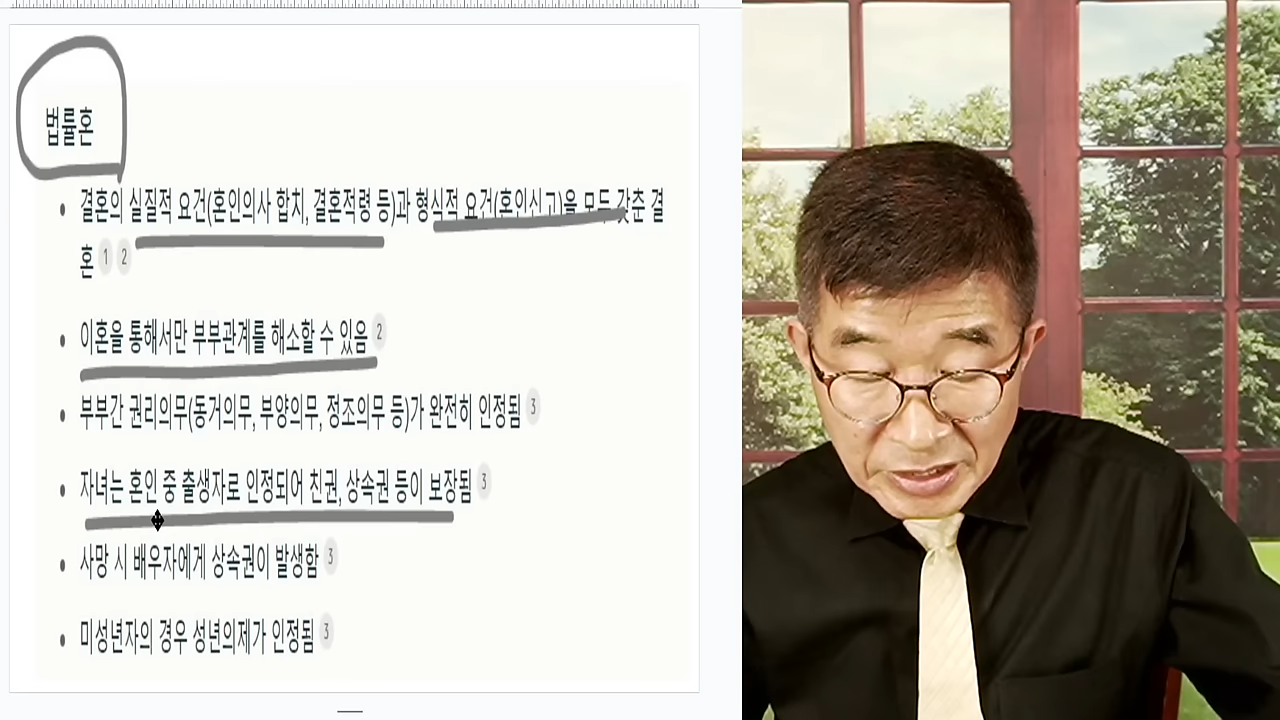 법률혼
• 결혼의 실질적 요건(혼인의사 합치, 결혼적령 등)과 형식적 요건(혼인신고)을 모두 갖춘 결
혼 1 2
• 이혼을 통해서만 부부관계를 해소할 수 있음 2
• 부부간 권리의무(동거의무, 부양의무, 정조의무 등)가 완전히 인정됨 3
• 자녀는 혼인 중 출생자로 인정되어 친권, 상속권 등이 보장됨 3
• 사망 시 배우자에게 상속권이 발생함 3
• 미성년자의 경우 성년의제가 인정됨 3